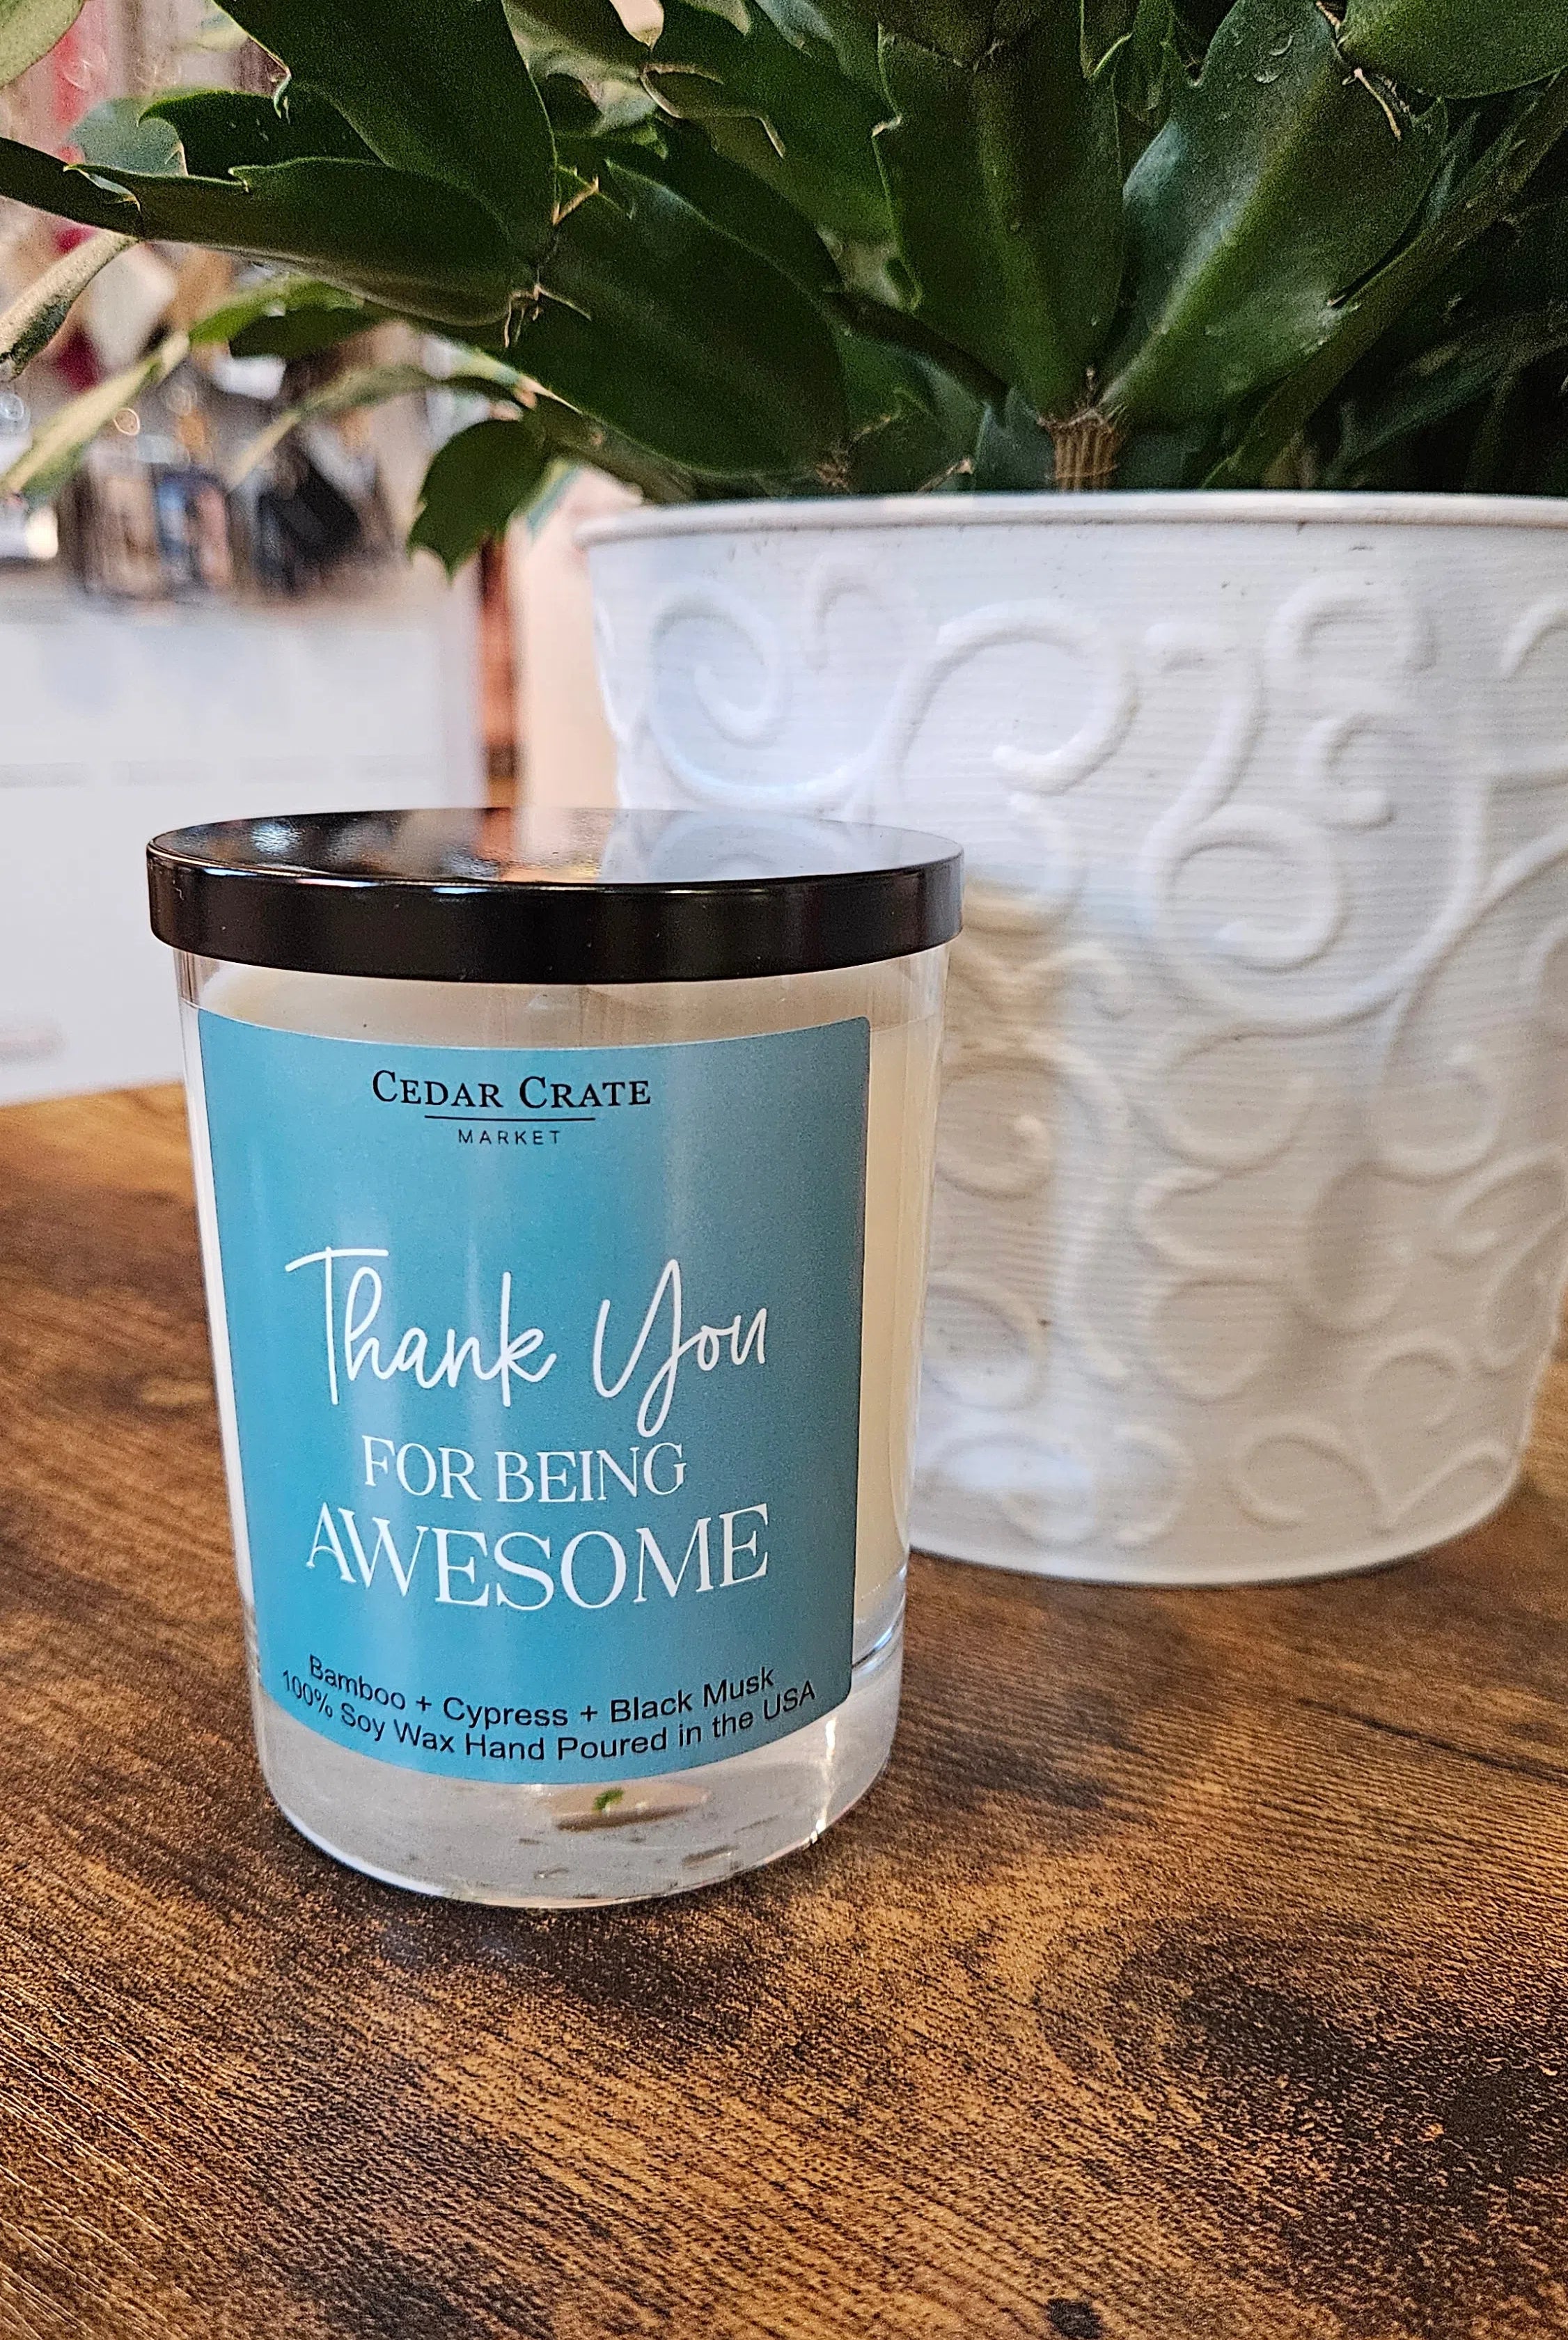 CEDAR CRATE
MARKET
Thank You
FOR BEING
AWESOME
Bamboo + Cypress + Black Musk
100% Soy Wax Hand Poured in the USA